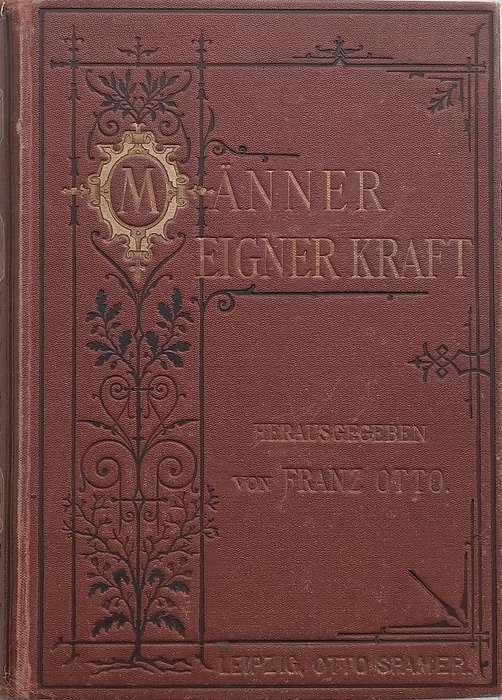 MÄNNER
EIGNER KRAFT
HERAUSGEGEBEN
VON FRANZ OTTO.
LEIPZIG, OTTO SPAMER.